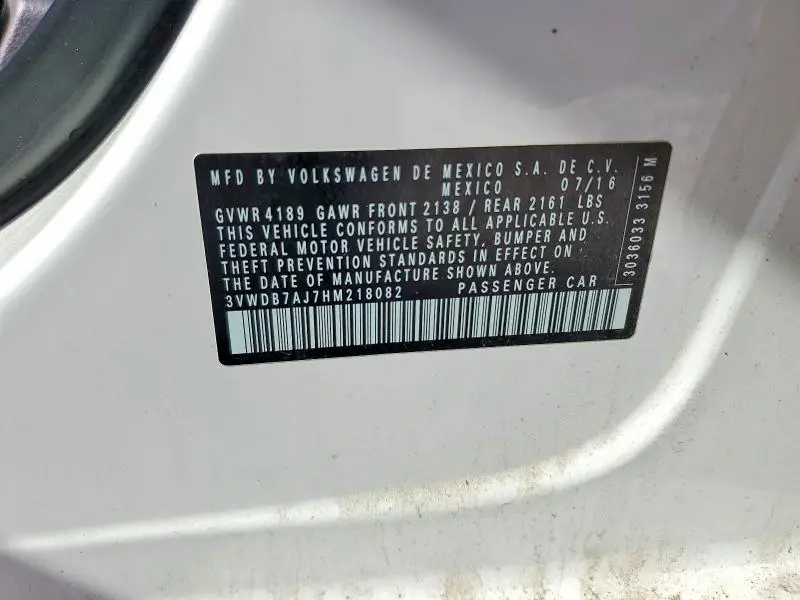 MFD BY VOLKSWAGEN DE MEXICO S.A. DE C.V.
MEXICO 07/16
GVWR 4189 GAWR FRONT 2138 / REAR 2161 LBS
THIS VEHICLE CONFORMS TO ALL APPLICABLE U.S.
FEDERAL MOTOR VEHICLE SAFETY, BUMPER AND
THEFT PREVENTION STANDARDS IN EFFECT ON
THE DATE OF MANUFACTURE SHOWN ABOVE.
3VWDB7AJ7HM218082 PASSENGER CAR
3036033 3156 M